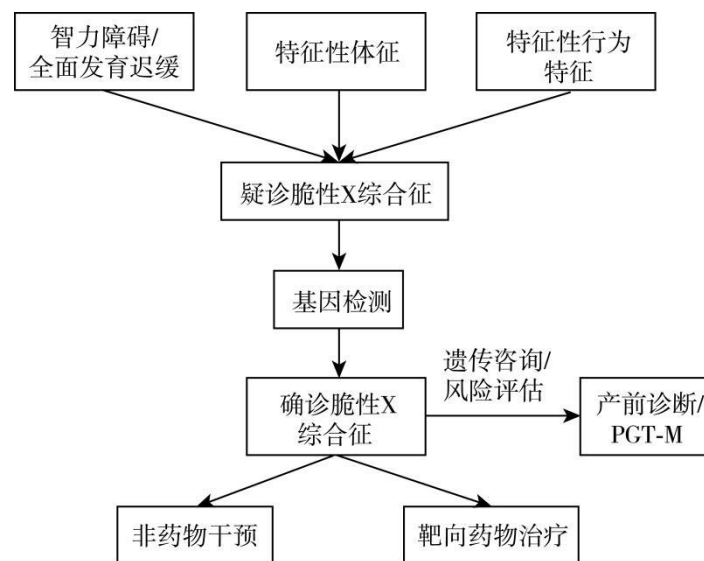 智力障碍/
全面发育迟缓
特征性体征
特征性行为
特征
疑诊脆性X综合征
基因检测
遗传咨询/
风险评估
确诊脆性X
综合征
产前诊断/
PGT-M
非药物干预
靶向药物治疗